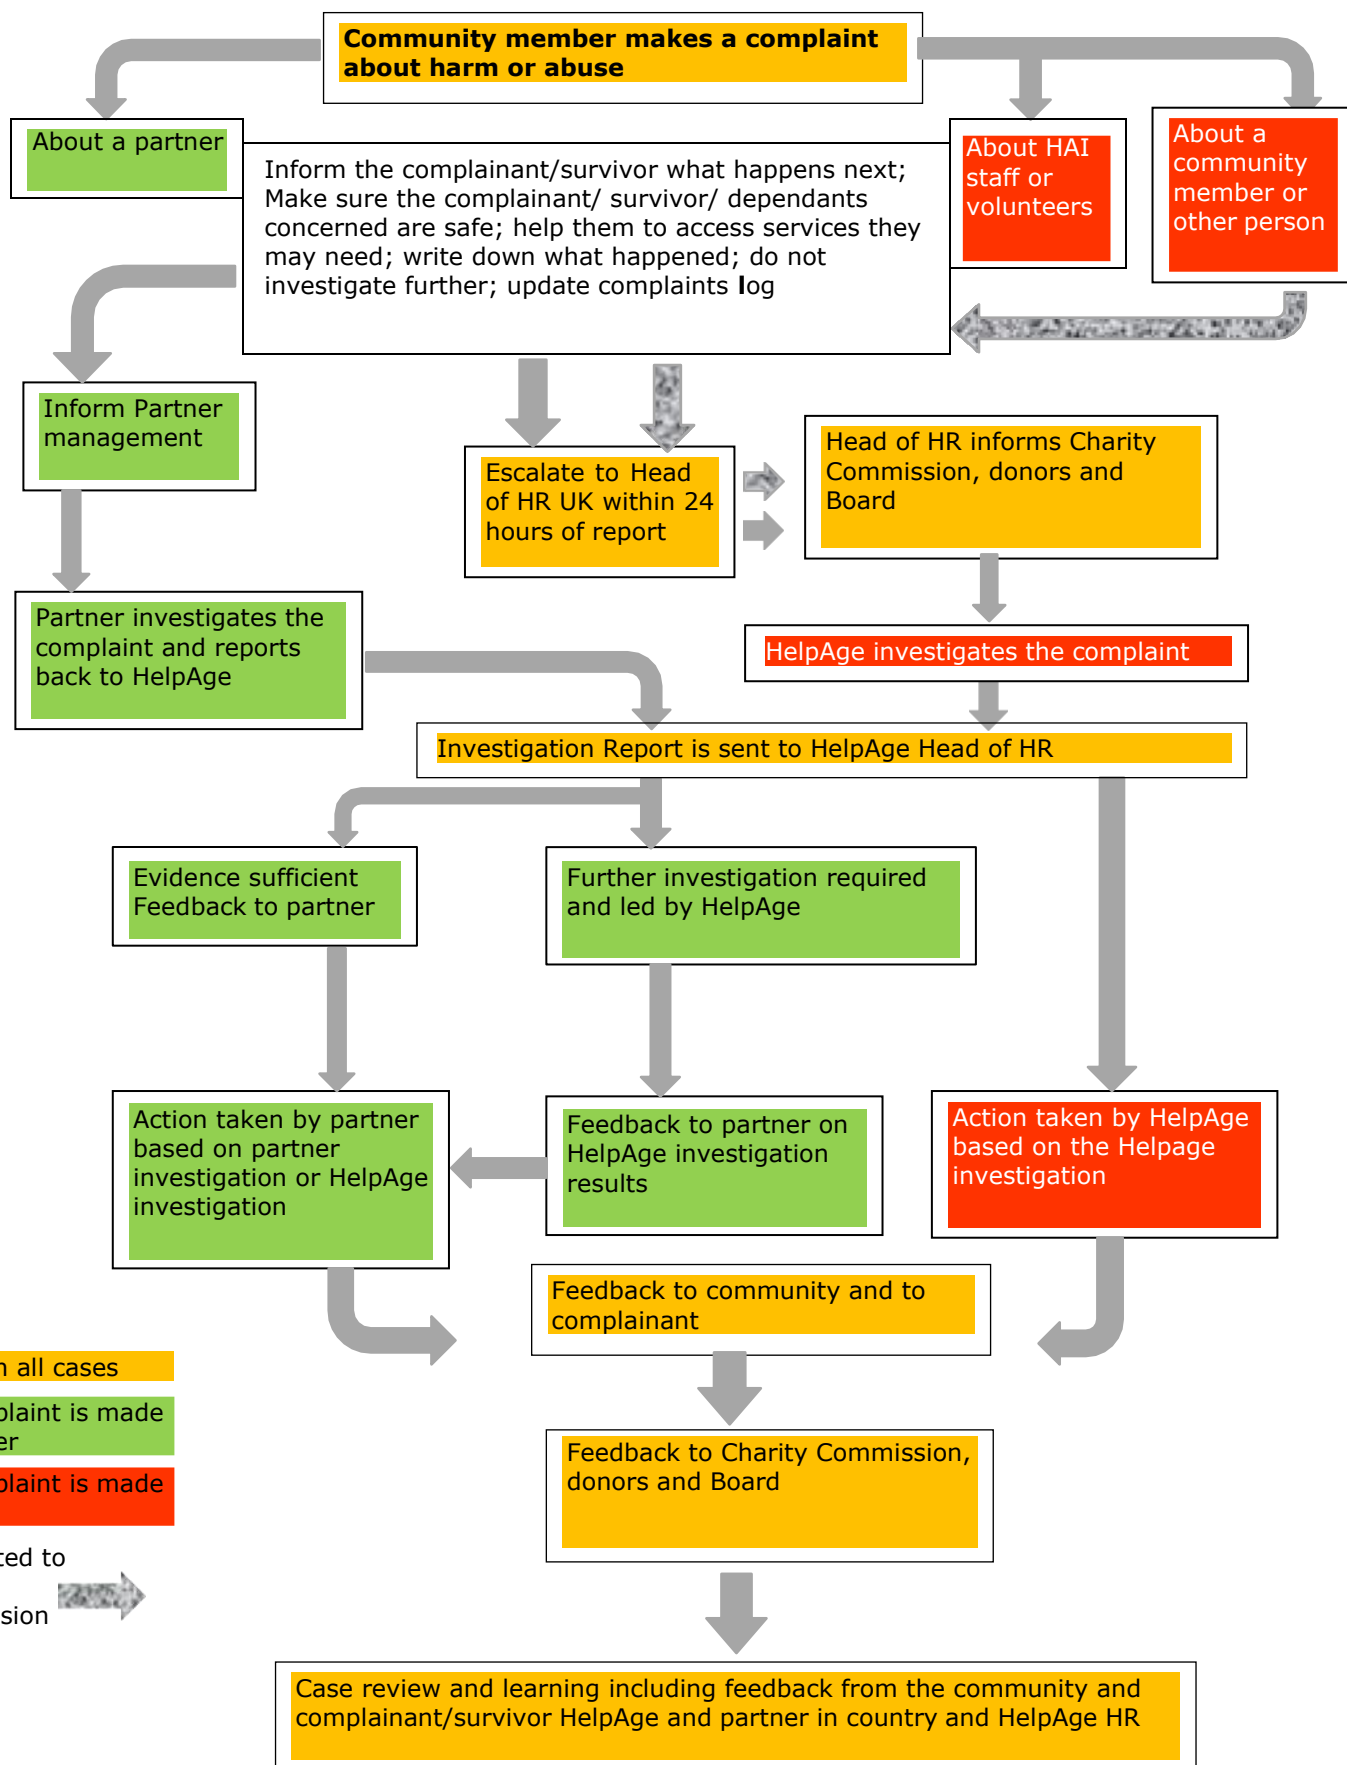 Community member makes a complaint
about harm or abuse
About a partner
Inform the complainant/survivor what happens next;
Make sure the complainant/ survivor/ dependants
concerned are safe; help them to access services they
may need; write down what happened; do not
investigate further; update complaints log
About HAI
staff or
volunteers
About a
community
member or
other person
Inform Partner
management
Escalate to Head
of HR UK within 24
hours of report
Head of HR informs Charity
Commission, donors and
Board
Partner investigates the
complaint and reports
back to HelpAge
HelpAge investigates the complaint
Investigation Report is sent to HelpAge Head of HR
Evidence sufficient
Feedback to partner
Further investigation required
and led by HelpAge
Action taken by partner
based on partner
investigation or HelpAge
investigation
Feedback to partner on
HelpAge investigation
results
Action taken by HelpAge
based on the Helpage
investigation
Feedback to community and to
complainant
n all cases
plaint is made
er
plaint is made
ted to
sion
Feedback to Charity Commission,
donors and Board
Case review and learning including feedback from the community and
complainant/survivor HelpAge and partner in country and HelpAge HR